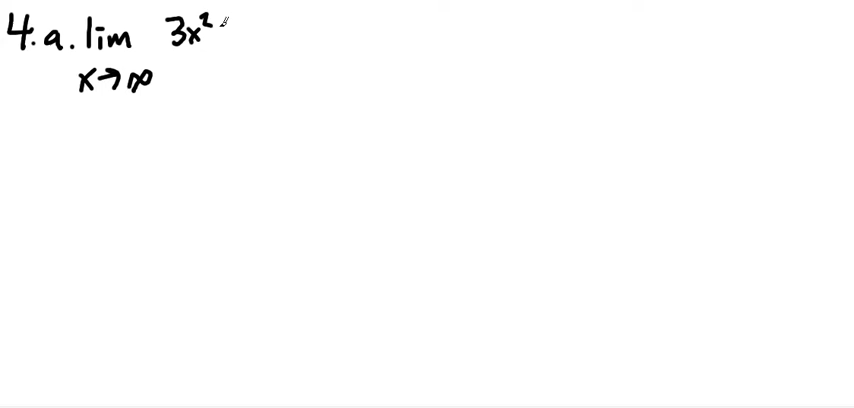 4. a. lim 3x²
x → ∞